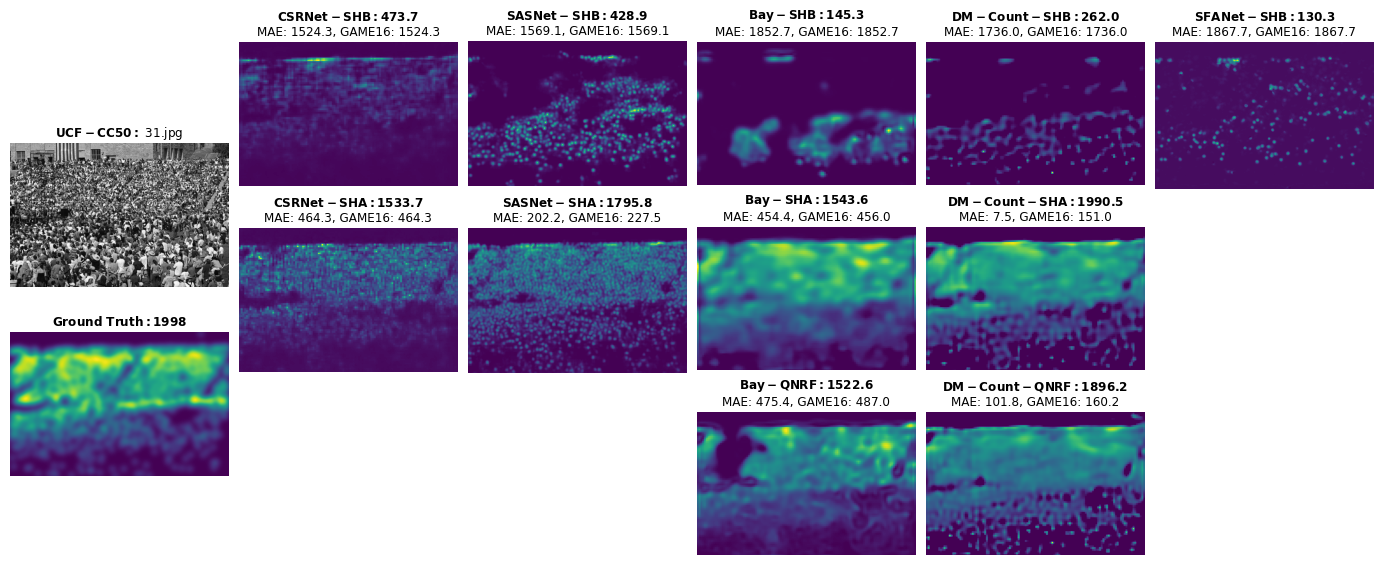 CSRNet − SHB : 473.7
MAE: 1524.3, GAME16: 1524.3
SASNet − SHB : 428.9
MAE: 1569.1, GAME16: 1569.1
Bay − SHB : 145.3
MAE: 1852.7, GAME16: 1852.7
DM − Count − SHB : 262.0
MAE: 1736.0, GAME16: 1736.0
SFANet − SHB : 130.3
MAE: 1867.7, GAME16: 1867.7
UCF − CC50 : 31.jpg
CSRNet − SHA : 1533.7
MAE: 464.3, GAME16: 464.3
SASNet − SHA : 1795.8
MAE: 202.2, GAME16: 227.5
Bay − SHA : 1543.6
MAE: 454.4, GAME16: 456.0
DM − Count − SHA : 1990.5
MAE: 7.5, GAME16: 151.0
Ground Truth : 1998
Bay − QNRF : 1522.6
MAE: 475.4, GAME16: 487.0
DM − Count − QNRF : 1896.2
MAE: 101.8, GAME16: 160.2